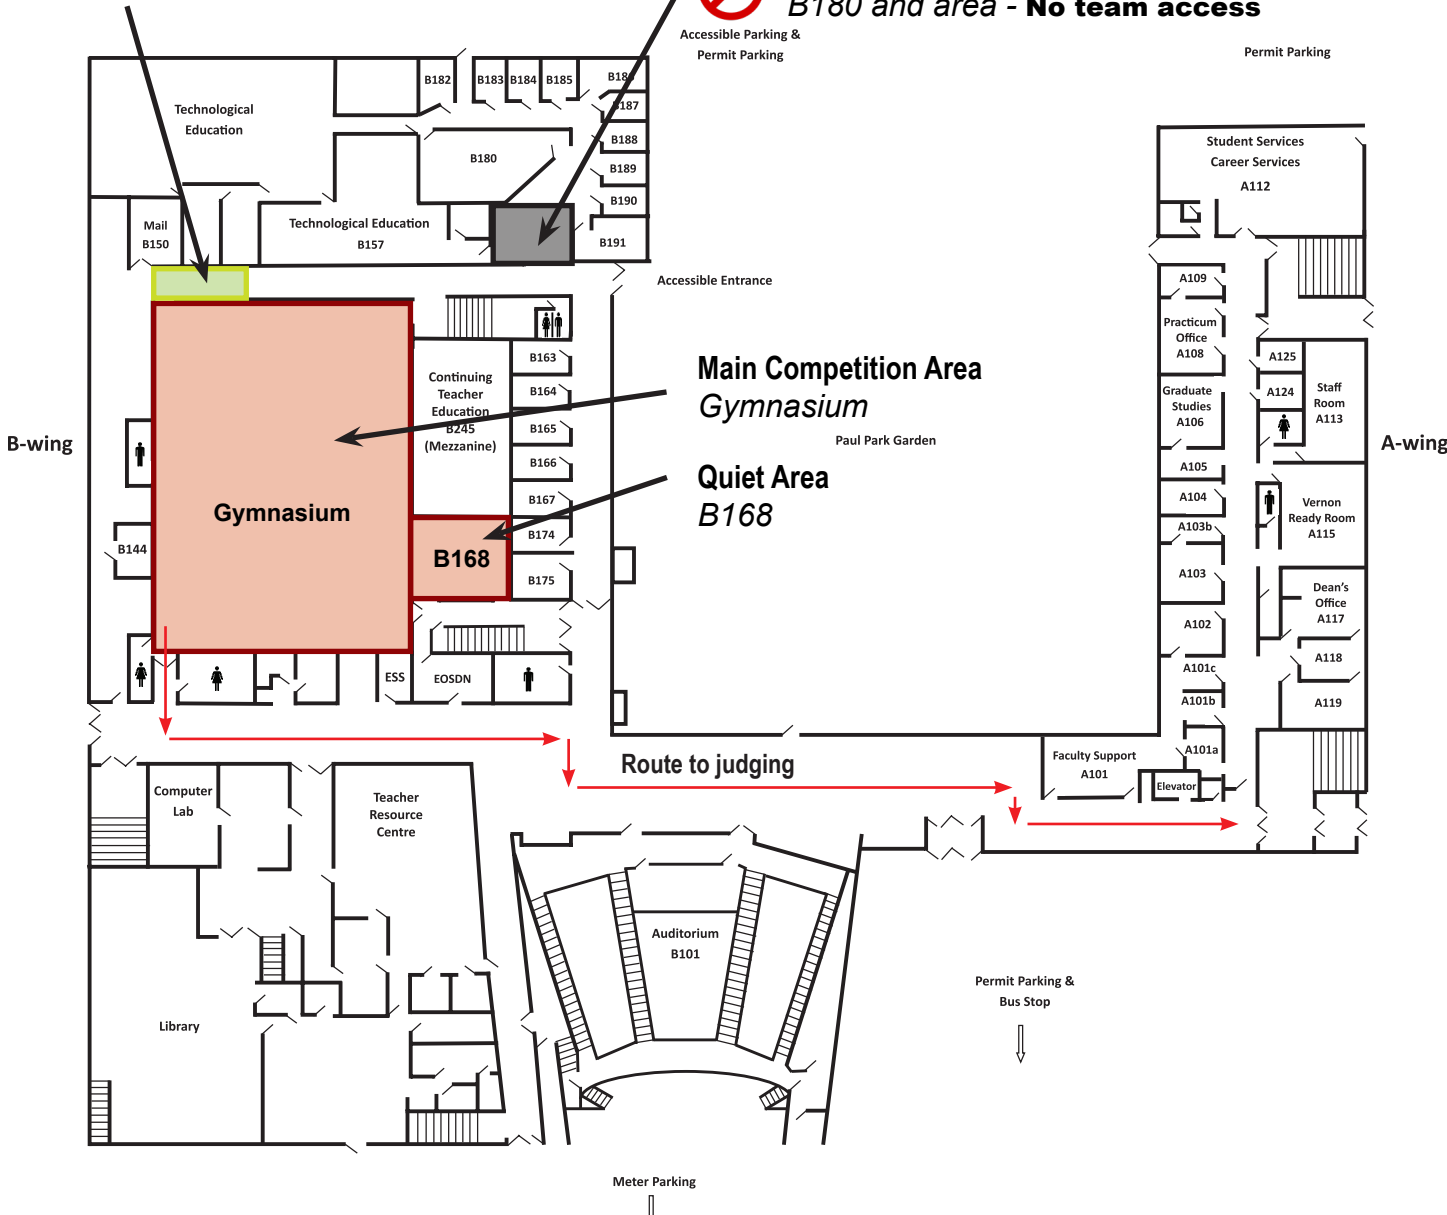 B180 and area - No team access
Accessible Parking &
Permit Parking
Permit Parking
B182
B183
B184
B185
B186
B187
B188
B189
B190
B191
Technological
Education
B180
Mail
B150
Technological Education
B157
Student Services
Career Services
A112
Accessible Entrance
A109
Practicum
Office
A108
Graduate
Studies
A106
A105
A104
A103b
A103
A102
A101c
A101b
A101a
A125
A124
Staff
Room
A113
Vernon
Ready Room
A115
Dean's
Office
A117
A118
A119
B163
B164
B165
B166
B167
B174
B175
Continuing
Teacher
Education
B245
(Mezzanine)
Main Competition Area
Gymnasium
Paul Park Garden
Quiet Area
B168
B-wing
A-wing
Gymnasium
B168
B144
ESS
EOSDN
Route to judging
Faculty Support
A101
Elevator
Computer
Lab
Teacher
Resource
Centre
Auditorium
B101
Library
Permit Parking &
Bus Stop
Meter Parking